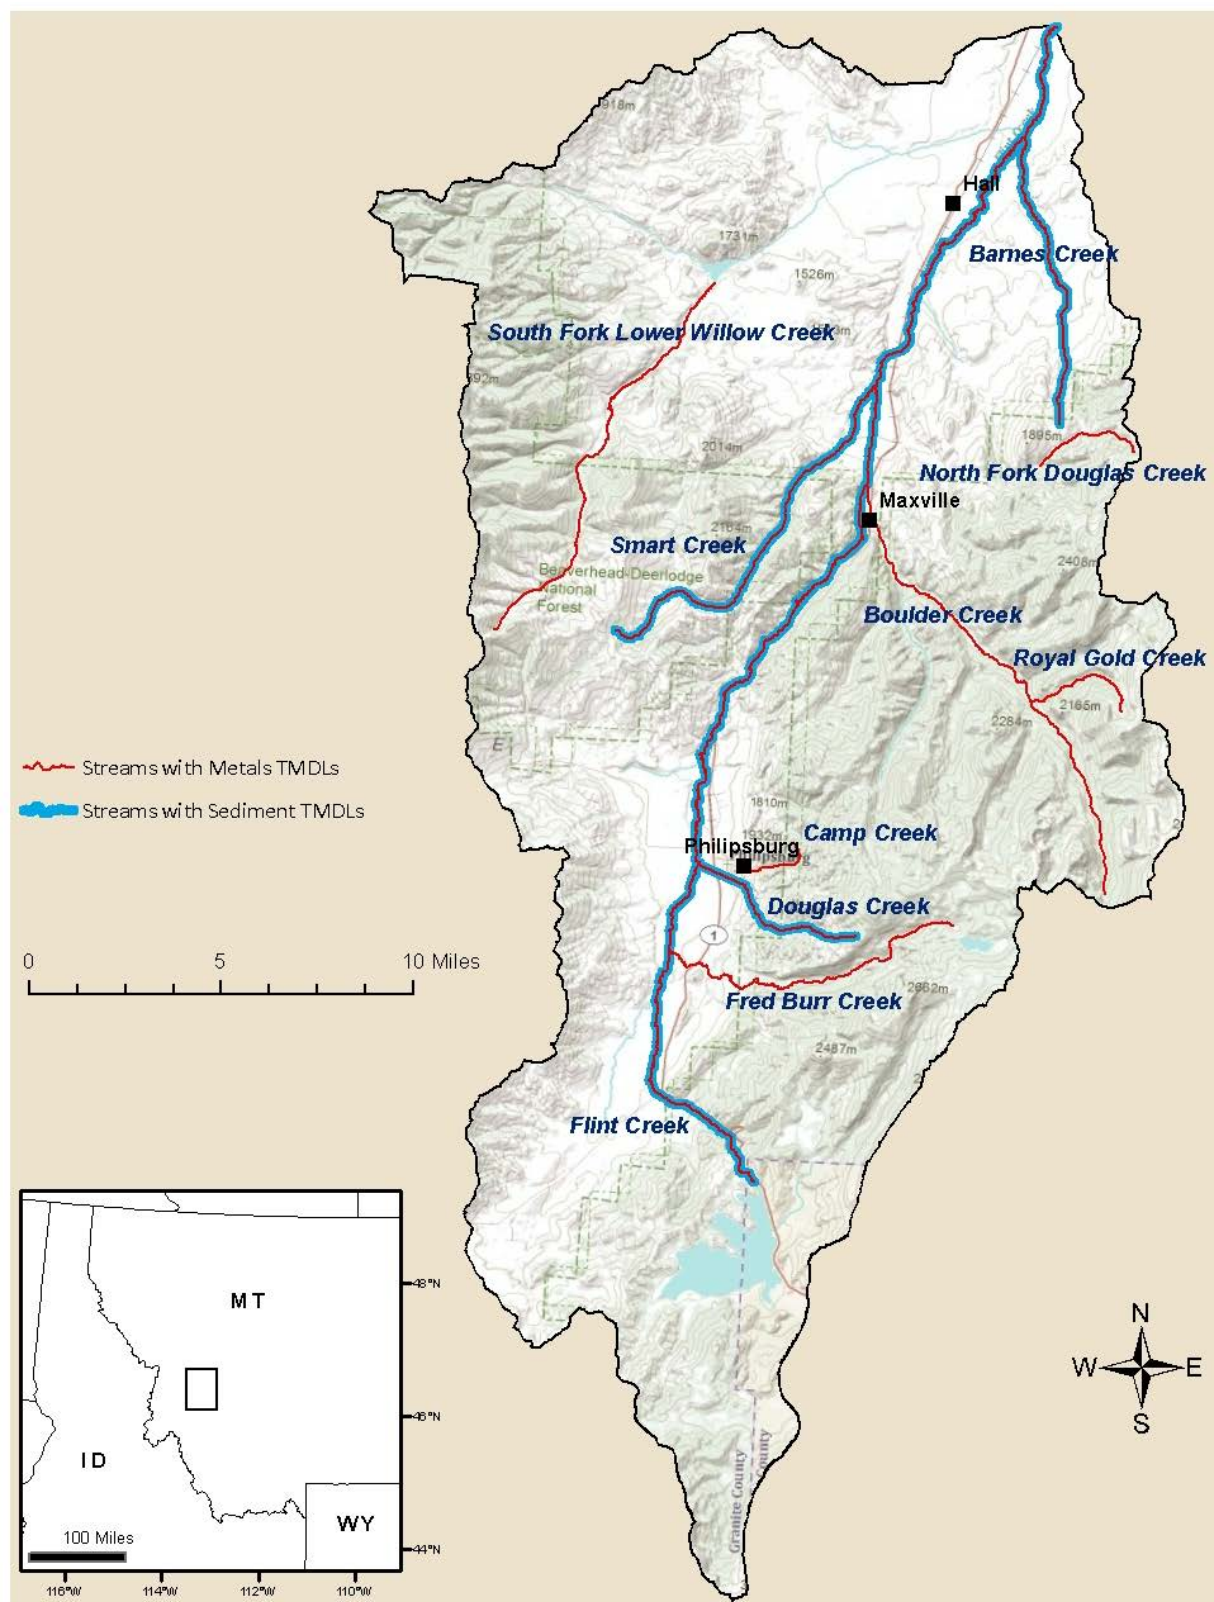 918m
Hall
Barnes Creek
1731m
1526m
South Fork Lower Willow Creek
1895m
2014m
North Fork Douglas Creek
Maxville
Smart Creek
2408m
Beaverhead-Deerlodge
National
Forest
Boulder Creek
Royal Gold Creek
2165m
2284m
E
Streams with Metals TMDLs
Streams with Sediment TMDLs
1810m
1932m
Camp Creek
Philipsburg
Douglas Creek
1
0 5 10 Miles
Fred Burr Creek
2487m
Flint Creek
MT
ID
WY
100 Miles
48°N
46°N
44°N
116°W 114°W 112°W 110°W
N
W E
S
Granite County
County